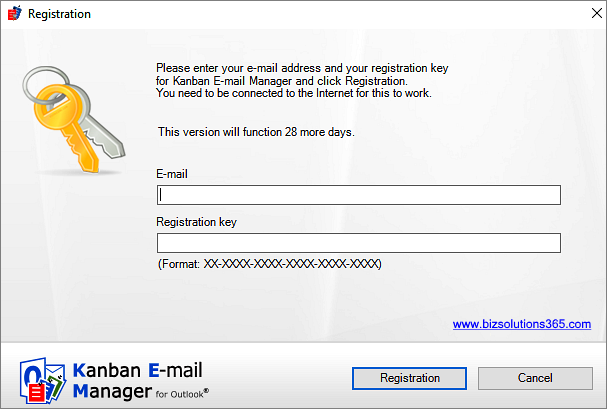 Registration
Please enter your e-mail address and your registration key
for Kanban E-mail Manager and click Registration.
You need to be connected to the Internet for this to work.
This version will function 28 more days.
E-mail
Registration key
(Format: XX-XXXX-XXXX-XXXX-XXXX-XXXX)
www.bizsolutions365.com
Kanban E-mail
Manager for Outlook®
Registration
Cancel